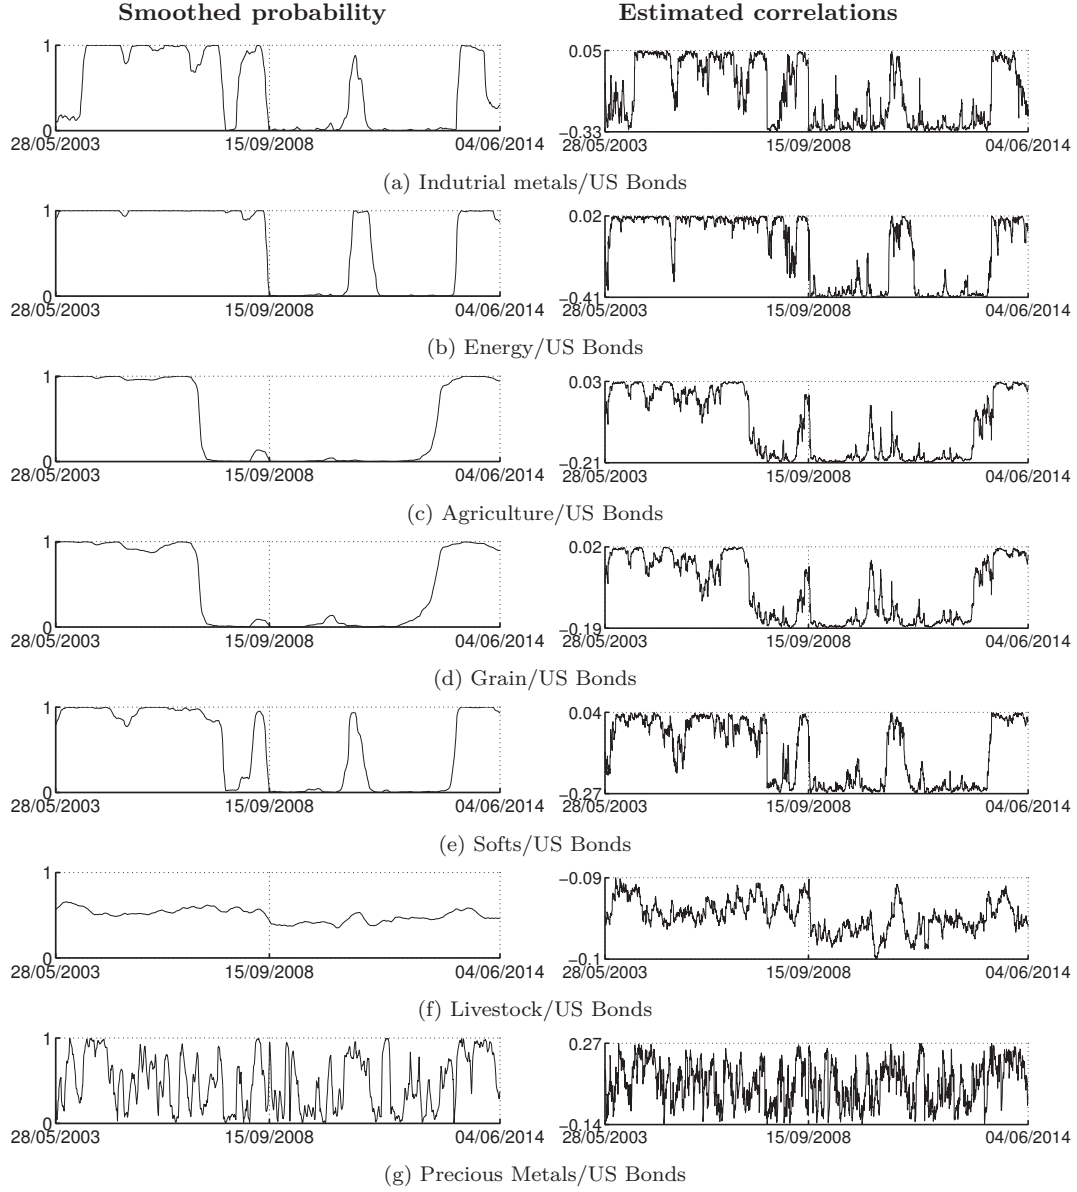 Smoothed probability Estimated correlations
1 0.05
0 −0.33
28/05/2003 15/09/2008 04/06/2014 28/05/2003 15/09/2008 04/06/2014
(a) Indutrial metals/US Bonds
1 0.02
0 −0.41
28/05/2003 15/09/2008 04/06/2014 28/05/2003 15/09/2008 04/06/2014
(b) Energy/US Bonds
1 0.03
0 −0.21
28/05/2003 15/09/2008 04/06/2014 28/05/2003 15/09/2008 04/06/2014
(c) Agriculture/US Bonds
1 0.02
0 −0.19
28/05/2003 15/09/2008 04/06/2014 28/05/2003 15/09/2008 04/06/2014
(d) Grain/US Bonds
1 0.04
0 −0.27
28/05/2003 15/09/2008 04/06/2014 28/05/2003 15/09/2008 04/06/2014
(e) Softs/US Bonds
1 −0.09
0 −0.1
28/05/2003 15/09/2008 04/06/2014 28/05/2003 15/09/2008 04/06/2014
(f) Livestock/US Bonds
1 0.27
0 −0.14
28/05/2003 15/09/2008 04/06/2014 28/05/2003 15/09/2008 04/06/2014
(g) Precious Metals/US Bonds